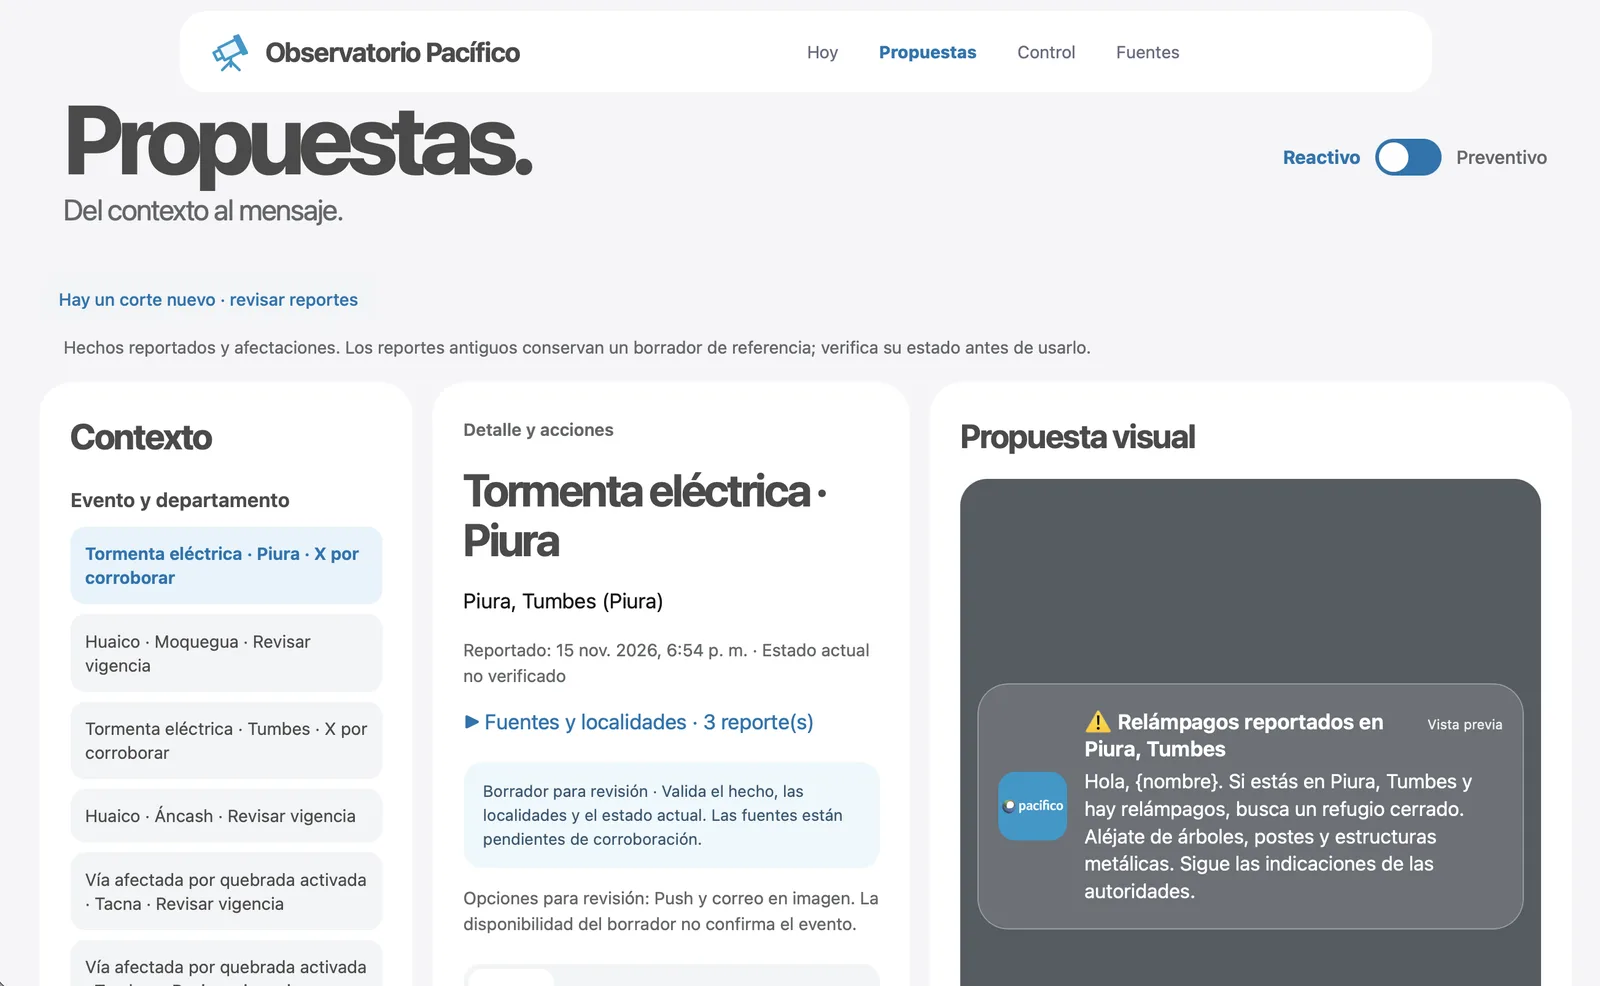 Observatorio Pacífico
Hoy
Propuestas
Control
Fuentes
Propuestas.
Del contexto al mensaje.
Reactivo
Preventivo
Hay un corte nuevo · revisar reportes
Hechos reportados y afectaciones. Los reportes antiguos conservan un borrador de referencia; verifica su estado antes de usarlo.
Contexto
Evento y departamento
Tormenta eléctrica · Piura · X por
corroborar
Huaico · Moquegua · Revisar
vigencia
Tormenta eléctrica · Tumbes · X por
corroborar
Huaico · Áncash · Revisar vigencia
Vía afectada por quebrada activada
· Tacna · Revisar vigencia
Vía afectada por quebrada activada
Detalle y acciones
Tormenta eléctrica ·
Piura
Piura, Tumbes (Piura)
Reportado: 15 nov. 2026, 6:54 p. m. · Estado actual
no verificado
▶ Fuentes y localidades · 3 reporte(s)
Borrador para revisión · Valida el hecho, las
localidades y el estado actual. Las fuentes están
pendientes de corroboración.
Opciones para revisión: Push y correo en imagen. La
disponibilidad del borrador no confirma el evento.
Propuesta visual
⚠️ Relámpagos reportados en
Piura, Tumbes
Vista previa
pacífico
Hola, {nombre}. Si estás en Piura, Tumbes y
hay relámpagos, busca un refugio cerrado.
Aléjate de árboles, postes y estructuras
metálicas. Sigue las indicaciones de las
autoridades.